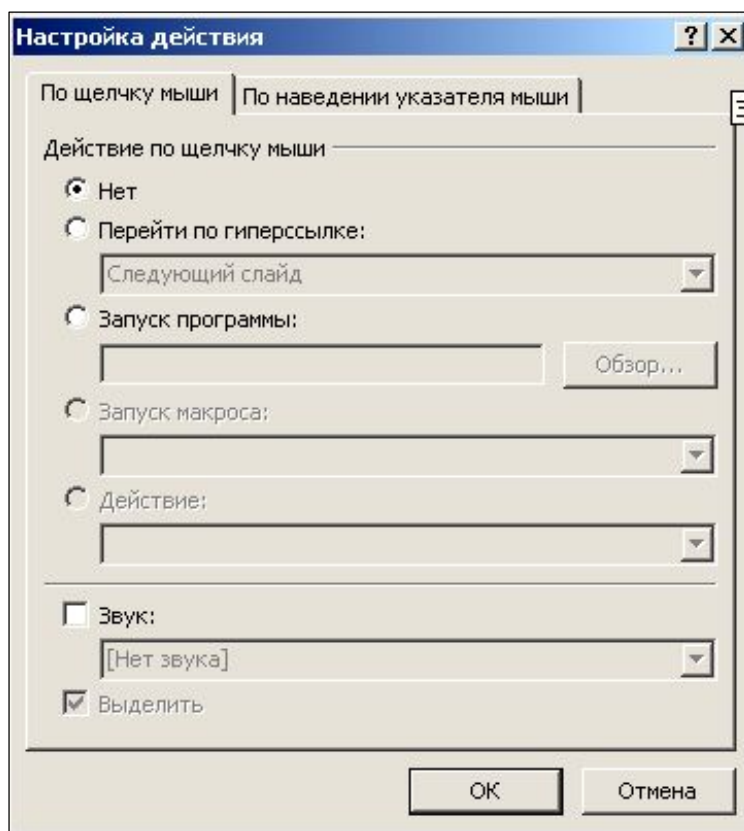 Настройка действия
По щелчку мыши По наведении указателя мыши
Действие по щелчку мыши
Нет
Перейти по гиперссылке:
Следующий слайд
Запуск программы:
Обзор...
Запуск макроса:
Действие:
Звук:
[Нет звука]
Выделить
ОК Отмена